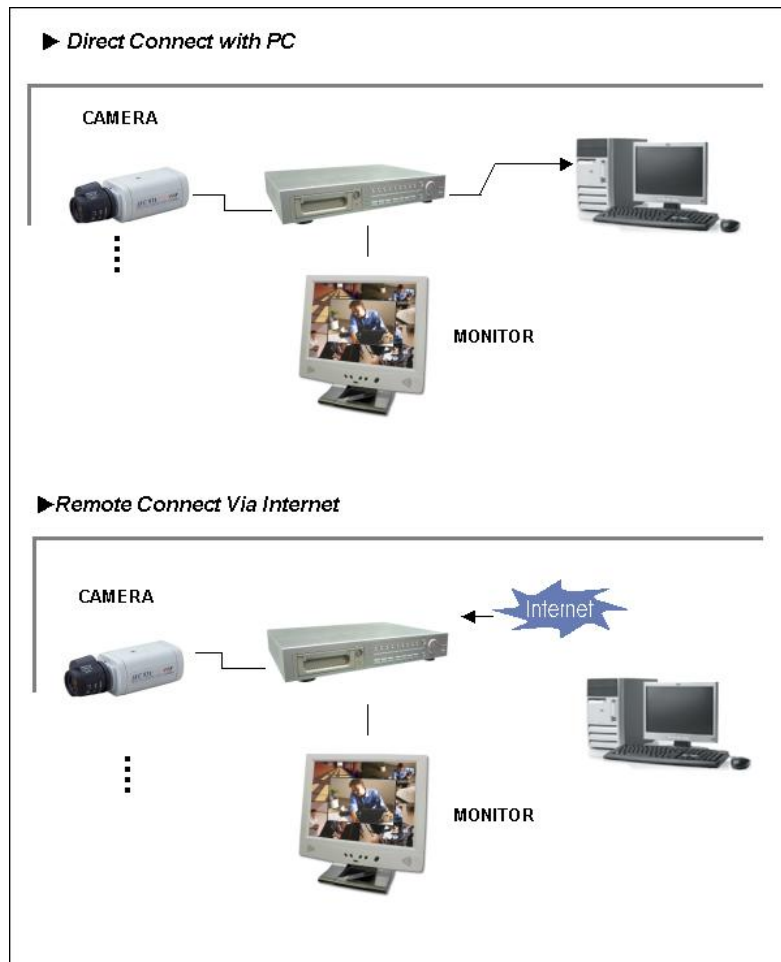 ► Direct Connect with PC
CAMERA
MONITOR
►Remote Connect Via Internet
CAMERA
Internet
MONITOR